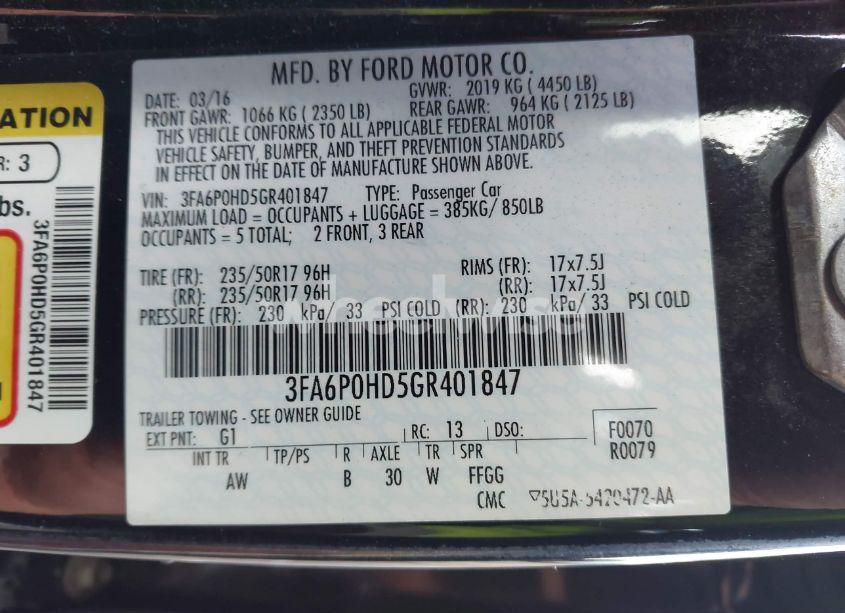 ATION
R: 3
bs.
3FA6P0HD5GR401847
MFD. BY FORD MOTOR CO.
DATE: 03/16 GVWR: 2019 KG ( 4450 LB)
FRONT GAWR: 1066 KG ( 2350 LB) REAR GAWR: 964 KG ( 2125 LB)
THIS VEHICLE CONFORMS TO ALL APPLICABLE FEDERAL MOTOR
VEHICLE SAFETY, BUMPER, AND THEFT PREVENTION STANDARDS
IN EFFECT ON THE DATE OF MANUFACTURE SHOWN ABOVE.
VIN: 3FA6P0HD5GR401847 TYPE: Passenger Car
MAXIMUM LOAD = OCCUPANTS + LUGGAGE = 385KG/ 850LB
OCCUPANTS = 5 TOTAL; 2 FRONT, 3 REAR
TIRE (FR): 235/50R17 96H RIMS (FR): 17x7.5J
(RR): 235/50R17 96H (RR): 17x7.5J
PRESSURE (FR): 230 kPa/ 33 PSI COLD (RR): 230 kPa/ 33 PSI COLD
wheelwise
3FA6P0HD5GR401847
TRAILER TOWING - SEE OWNER GUIDE
EXT PNT: G1 RC: 13 DSO: F0070
R0079
INT TR TP/PS R AXLE TR SPR
AW B 30 W FFGG
CMC ▽5U5A-5420472-AA